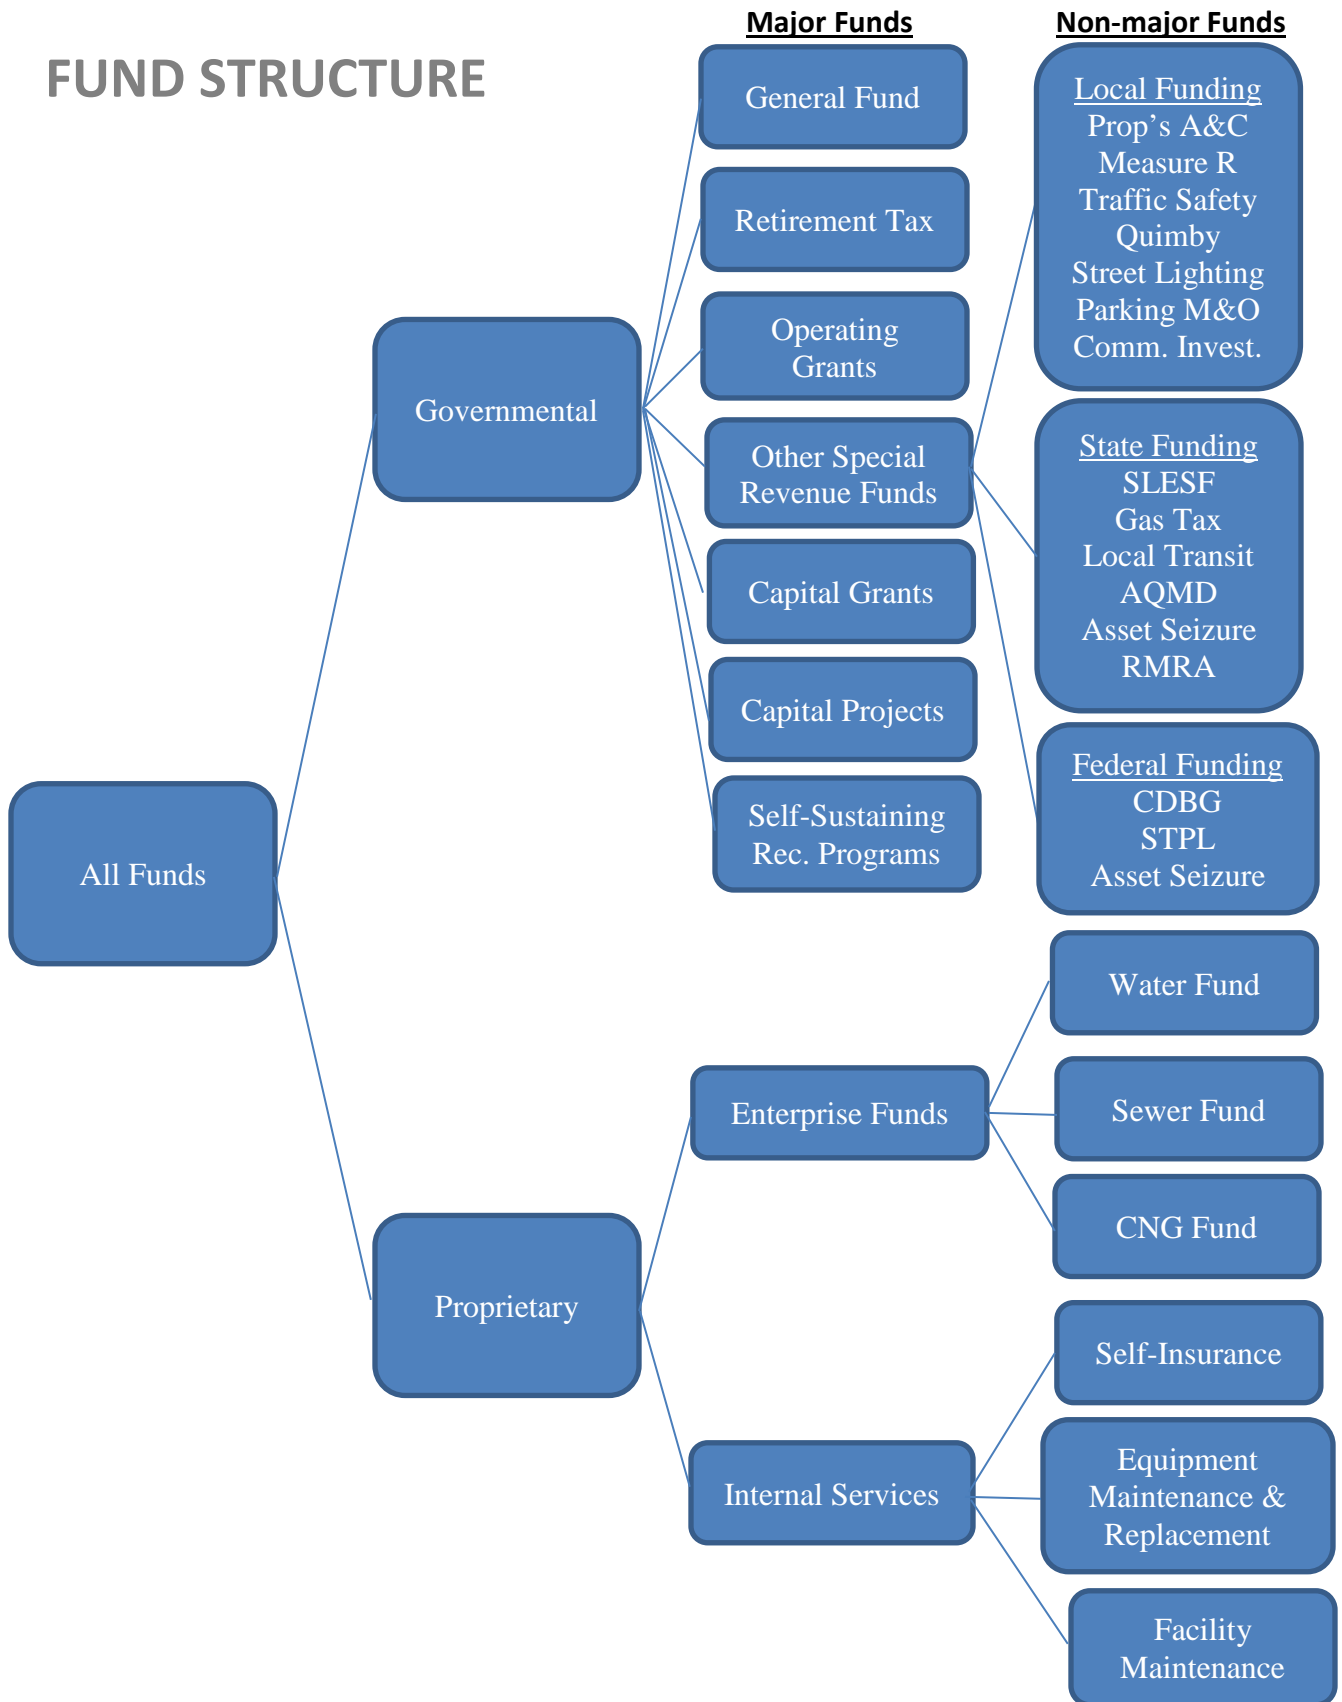 Major Funds
Non-major Funds
FUND STRUCTURE
General Fund
Retirement Tax
Operating
Grants
Other Special
Revenue Funds
Capital Grants
Capital Projects
Self-Sustaining
Rec. Programs
Governmental
All Funds
Local Funding
Prop’s A&C
Measure R
Traffic Safety
Quimby
Street Lighting
Parking M&O
Comm. Invest.
State Funding
SLESF
Gas Tax
Local Transit
AQMD
Asset Seizure
RMRA
Federal Funding
CDBG
STPL
Asset Seizure
Proprietary
Enterprise Funds
Water Fund
Sewer Fund
CNG Fund
Internal Services
Self-Insurance
Equipment
Maintenance &
Replacement
Facility
Maintenance